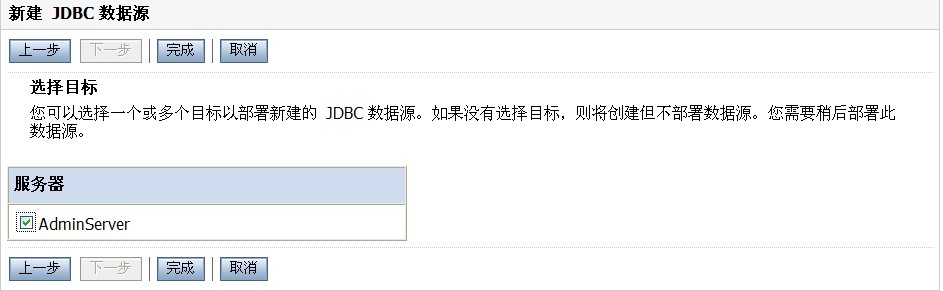 新建 JDBC 数据源
上一步 下一步 完成 取消
选择目标
您可以选择一个或多个目标以部署新建的 JDBC 数据源。如果没有选择目标，则将创建但不部署数据源。您需要稍后部署此
数据源。
服务器
AdminServer
上一步 下一步 完成 取消